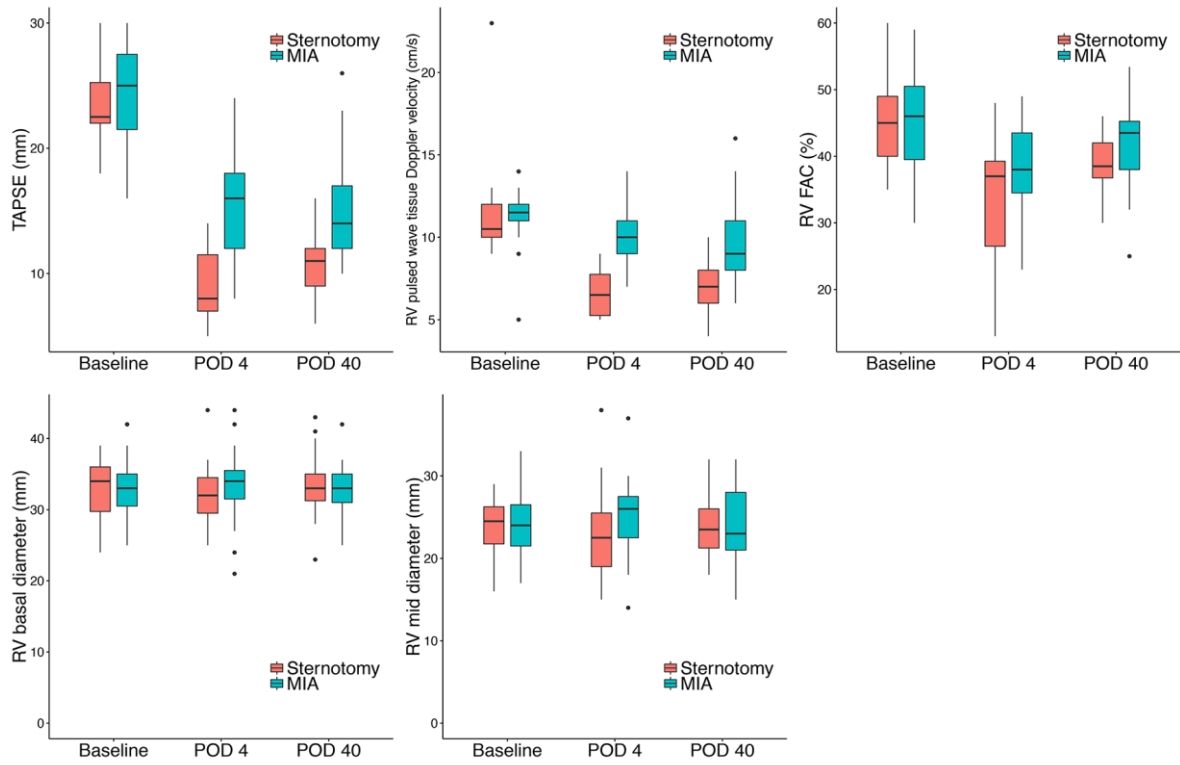 TAPSE (mm)
30
20
10
Sternotomy
MIA
Baseline POD 4 POD 40
RV pulsed wave tissue Doppler velocity (cm/s)
20
15
10
5
Sternotomy
MIA
Baseline POD 4 POD 40
RV FAC (%)
60
50
40
30
20
Sternotomy
MIA
Baseline POD 4 POD 40
RV basal diameter (mm)
40
30
20
10
0
Sternotomy
MIA
Baseline POD 4 POD 40
RV mid diameter (mm)
30
20
10
0
Sternotomy
MIA
Baseline POD 4 POD 40